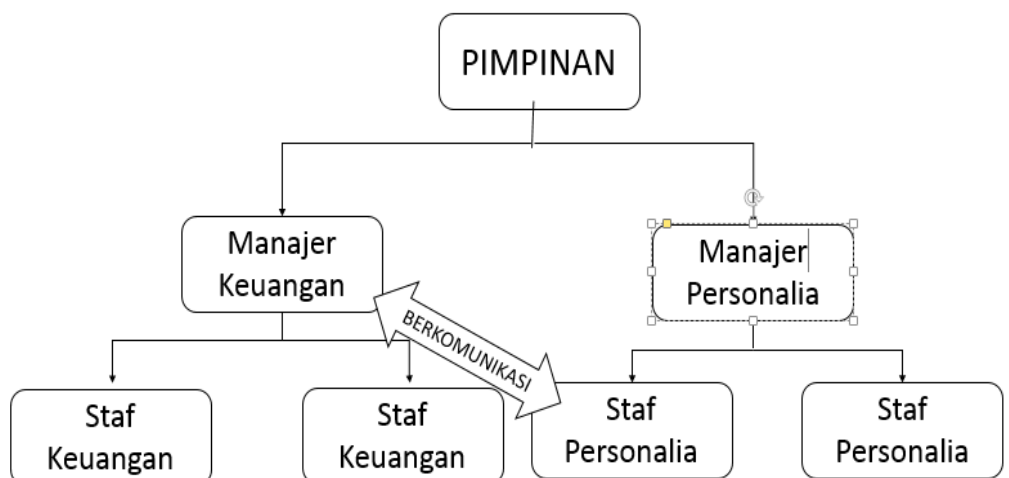 PIMPINAN
Manajer
Keuangan
Manajer
Personalia
BERKOMUNIKASI
Staf
Keuangan
Staf
Keuangan
Staf
Personalia
Staf
Personalia